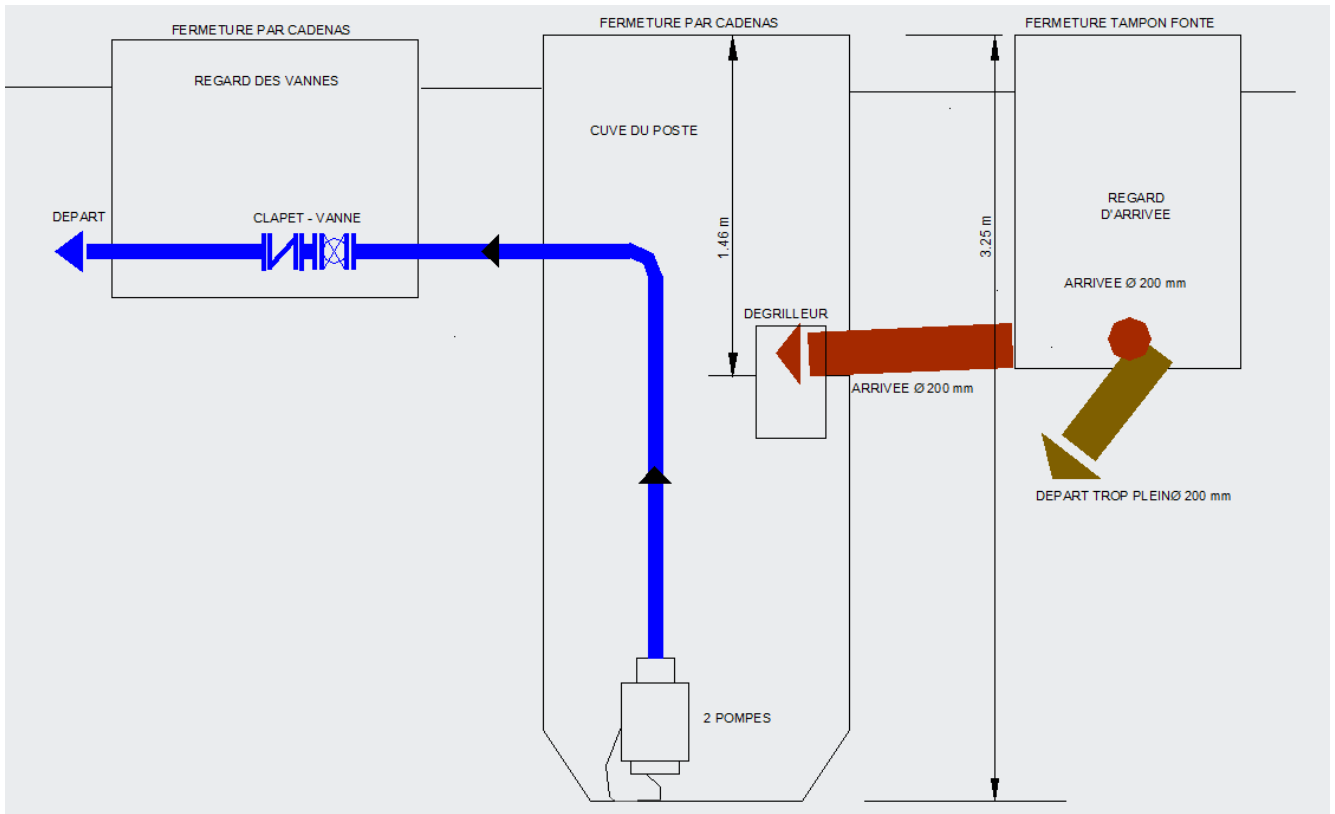 FERMETURE PAR CADENAS
FERMETURE PAR CADENAS
FERMETURE TAMPON FONTE
REGARD DES VANNES
CUVE DU POSTE
REGARD
D'ARRIVEE
DEPART
CLAPET - VANNE
1.46 m
3.25 m
ARRIVEE Ø 200 mm
DEGRILLEUR
ARRIVEE Ø 200 mm
DEPART TROP PLEINØ 200 mm
2 POMPES